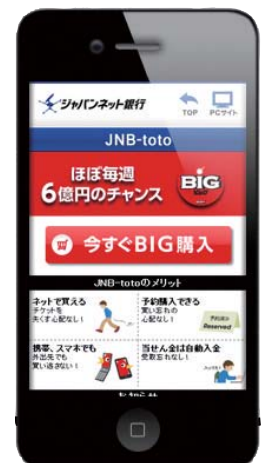 ジャパンネット銀行
TOP
PCサイト
JNB-toto
ほぼ毎週
6億円のチャンス
BIG
今すぐBIG購入
JNB-totoのメリット
ネットで買える
チケットを
失くす心配なし!
予約購入できる
買い忘れの
心配なし!
Reserved
携帯、スマホでも
外出先でも
買い逃さない!
当せん金は自動入金
受取忘れなし!
お知らせ